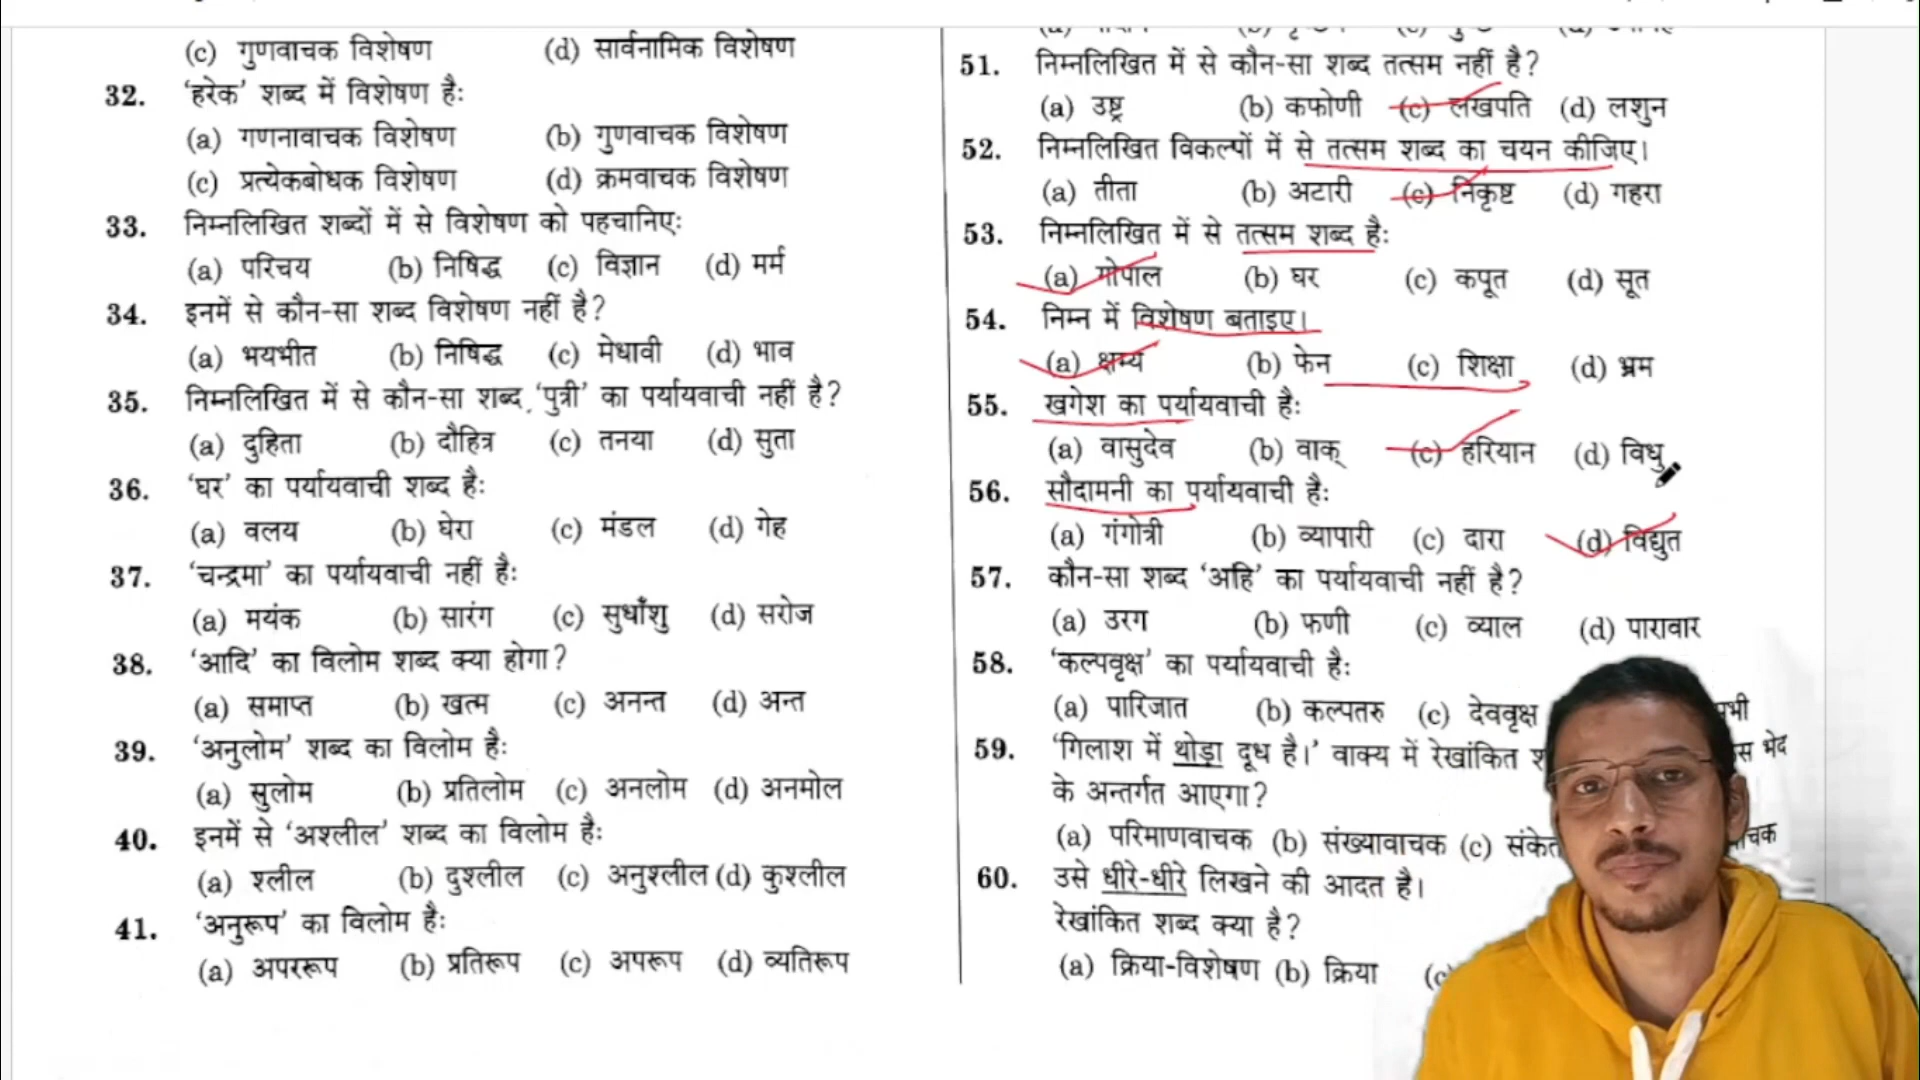 (c) गुणवाचक विशेषण (d) सार्वनामिक विशेषण
32. ‘हरेक’ शब्द में विशेषण है:
(a) गणनावाचक विशेषण (b) गुणवाचक विशेषण
(c) प्रत्येकबोधक विशेषण (d) क्रमवाचक विशेषण
33. निम्नलिखित शब्दों में से विशेषण को पहचानिए:
(a) परिचय (b) निषिद्ध (c) विज्ञान (d) मर्म
34. इनमें से कौन-सा शब्द विशेषण नहीं है?
(a) भयभीत (b) निषिद्ध (c) मेधावी (d) भाव
35. निम्नलिखित में से कौन-सा शब्द ‘पुत्री’ का पर्यायवाची नहीं है?
(a) दुहिता (b) दौहित्र (c) तनया (d) सुता
36. ‘घर’ का पर्यायवाची शब्द है:
(a) वलय (b) घेरा (c) मंडल (d) गेह
37. ‘चन्द्रमा’ का पर्यायवाची नहीं है:
(a) मयंक (b) सारंग (c) सुधाँशु (d) सरोज
38. ‘आदि’ का विलोम शब्द क्या होगा?
(a) समाप्त (b) खत्म (c) अनन्त (d) अन्त
39. ‘अनुलोम’ शब्द का विलोम है:
(a) सुलोम (b) प्रतिलोम (c) अनलोम (d) अनमोल
40. इनमें से ‘अश्लील’ शब्द का विलोम है:
(a) श्लील (b) दुश्लील (c) अनुश्लील (d) कुश्लील
41. ‘अनुरूप’ का विलोम है:
(a) अपररूप (b) प्रतिरूप (c) अपरूप (d) व्यतिरूप
51. निम्नलिखित में से कौन-सा शब्द तत्सम नहीं है?
(a) उष्ट्र (b) कफोणी (c) लखपति (d) लशुन
52. निम्नलिखित विकल्पों में से तत्सम शब्द का चयन कीजिए।
(a) तीता (b) अटारी (c) निकृष्ट (d) गहरा
53. निम्नलिखित में से तत्सम शब्द है:
(a) गोपाल (b) घर (c) कपूत (d) सूत
54. निम्न में विशेषण बताइए।
(a) क्षम्य (b) फेन (c) शिक्षा (d) भ्रम
55. खगेश का पर्यायवाची है:
(a) वासुदेव (b) वाक् (c) हरियान (d) विधु
56. सौदामनी का पर्यायवाची है:
(a) गंगोत्री (b) व्यापारी (c) दारा (d) विद्युत
57. कौन-सा शब्द ‘अहि’ का पर्यायवाची नहीं है?
(a) उरग (b) फणी (c) व्याल (d) पारावार
58. ‘कल्पवृक्ष’ का पर्यायवाची है:
(a) पारिजात (b) कल्पतरु (c) देववृक्ष
59. ‘गिलाश में थोड़ा दूध है।’ वाक्य में रेखांकित भेद
के अन्तर्गत आएगा?
(a) परिमाणवाचक (b) संख्यावाचक (c)
60. उसे धीरे-धीरे लिखने की आदत है।
रेखांकित शब्द क्या है?
(a) क्रिया-विशेषण (b) क्रिया